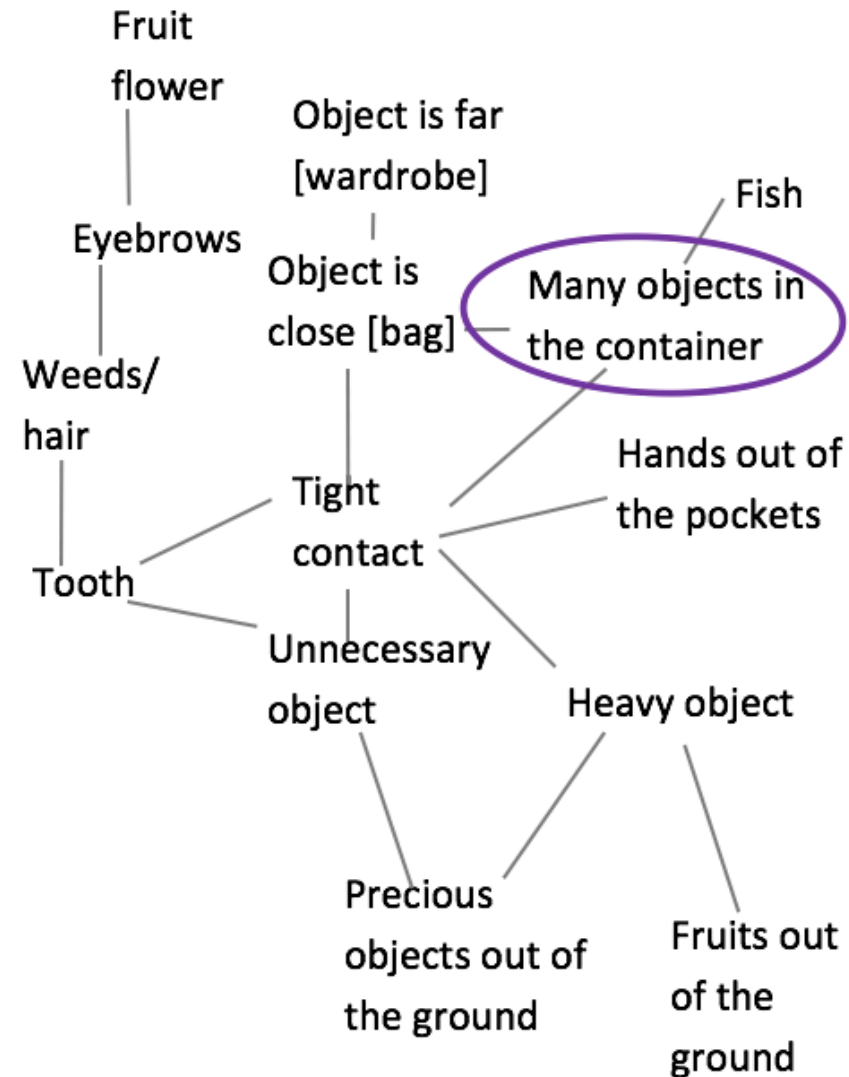 Fruit
flower
Object is far
[wardrobe]
Fish
Eyebrows
Object is
close [bag]
Many objects in
the container
Weeds/
hair
Hands out of
the pockets
Tight
contact
Tooth
Unnecessary
object
Heavy object
Precious
objects out of
the ground
Fruits out
of the
ground